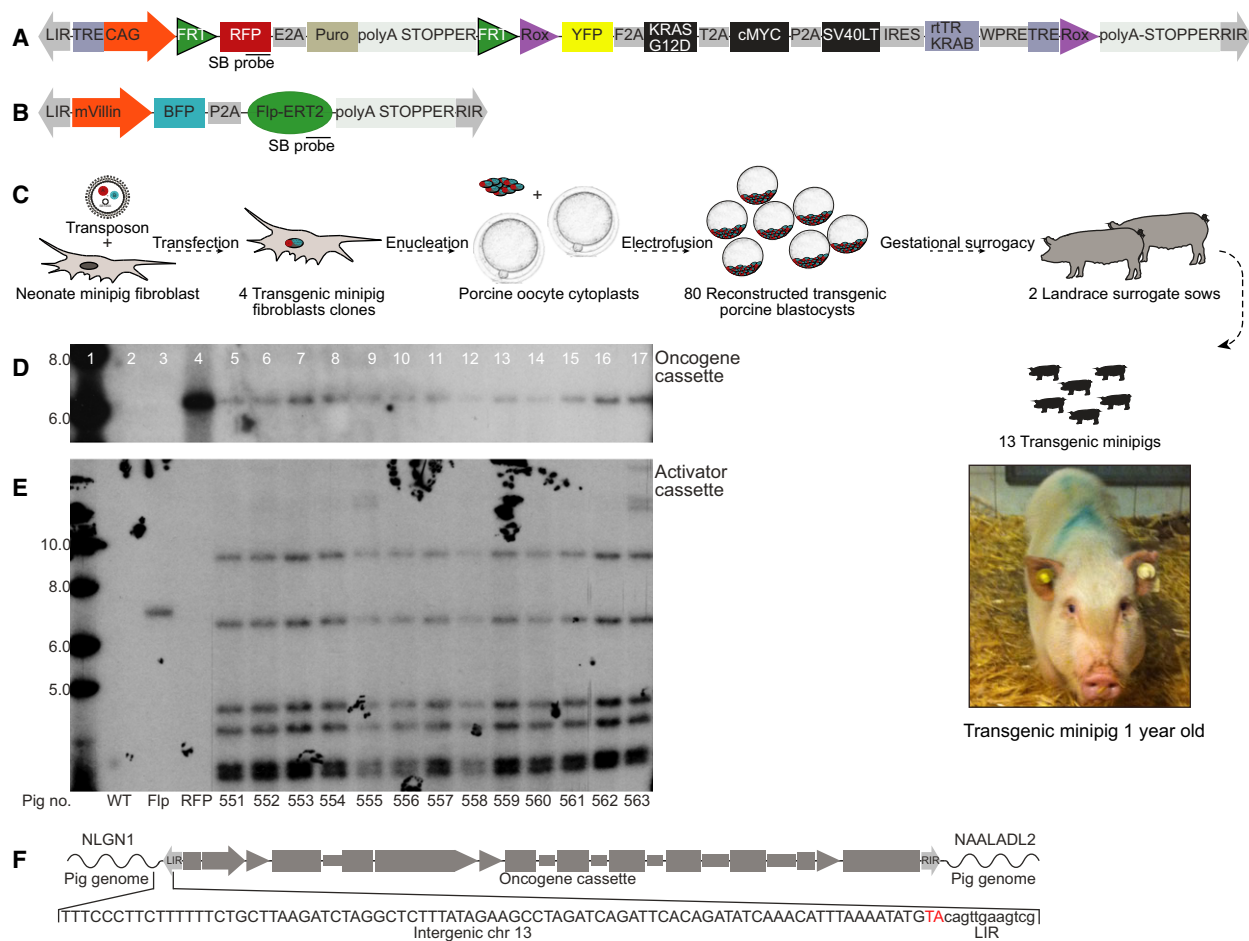 A
LIR TRE CAG FRT RFP E2A Puro polyA STOPPER FRT Rox YFP F2A KRAS G12D T2A cMYC P2A SV40LT IRES rtTR KRAB WPRE TRE Rox polyA-STOPPER RIR
SB probe
B
LIR mVillin BFP P2A Flp-ERT2 polyA STOPPER RIR
SB probe
C
Transposon
+
Neonate minipig fibroblast
Transfection
4 Transgenic minipig
fibroblasts clones
Enucleation
+
Porcine oocyte cytoplasts
Electrofusion
80 Reconstructed transgenic
porcine blastocysts
Gestational surrogacy
2 Landrace surrogate sows
13 Transgenic minipigs
Transgenic minipig 1 year old
D
8.0
6.0
1 2 3 4 5 6 7 8 9 10 11 12 13 14 15 16 17
Oncogene
cassette
E
Activator
cassette
10.0
8.0
6.0
5.0
Pig no. WT Flp RFP 551 552 553 554 555 556 557 558 559 560 561 562 563
F
NLGN1
Pig genome
LIR
Oncogene cassette
RIR
NAALADL2
Pig genome
TTTCCCTTCTTTTTTCTGCTTAAGATCTAGGCTCTTTATAGAAGCCTAGATCAGATTCACAGATATCAAACATTTAAAATATGTAcagttgaagtcg
Intergenic chr 13
LIR